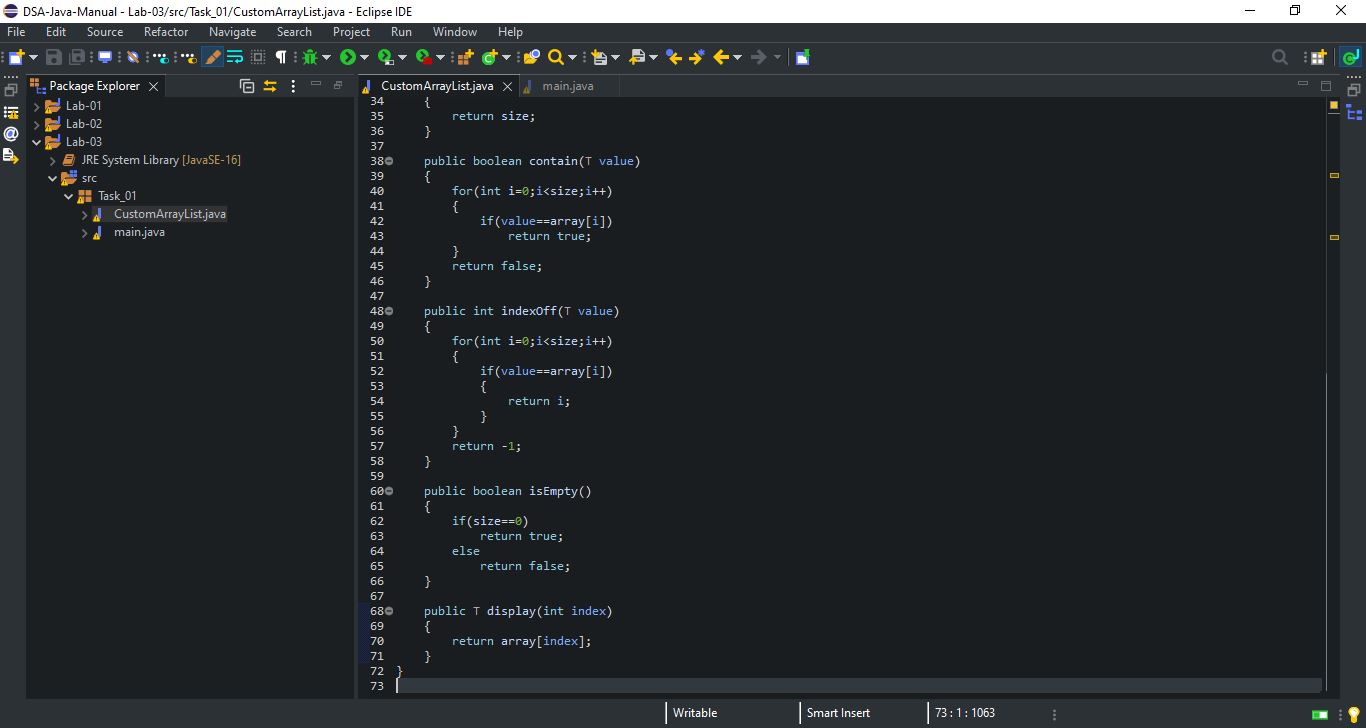 DSA-Java-Manual - Lab-03/src/Task_01/CustomArrayList.java - Eclipse IDE
File Edit Source Refactor Navigate Search Project Run Window Help
Package Explorer
CustomArrayList.java main.java
Lab-01
Lab-02
Lab-03
JRE System Library [JavaSE-16]
src
Task_01
CustomArrayList.java
main.java
34 {
35 return size;
36 }
37
38 public boolean contain(T value)
39 {
40 for(int i=0;i<size;i++)
41 {
42 if(value==array[i])
43 return true;
44 }
45 return false;
46 }
47
48 public int indexOff(T value)
49 {
50 for(int i=0;i<size;i++)
51 {
52 if(value==array[i])
53 {
54 return i;
55 }
56 }
57 return -1;
58 }
59
60 public boolean isEmpty()
61 {
62 if(size==0)
63 return true;
64 else
65 return false;
66 }
67
68 public T display(int index)
69 {
70 return array[index];
71 }
72 }
73
Writable Smart Insert 73 : 1 : 1063